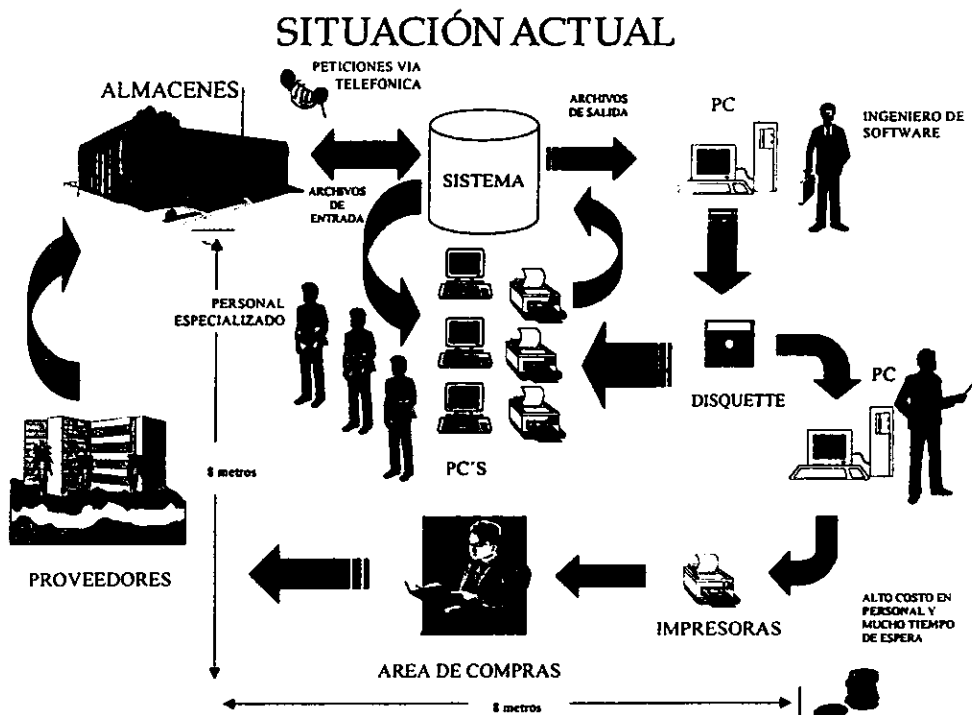 SITUACIÓN ACTUAL
PETICIONES VIA
TELEFÓNICA
ALMACENES
ARCHIVOS
DE SALIDA
PC
INGENIERO DE
SOFTWARE
SISTEMA
ARCHIVOS
DE
ENTRADA
PERSONAL
ESPECIALIZADO
DISQUETTE
PC
PC´S
8 metros
PROVEEDORES
IMPRESORAS
ALTO COSTO EN
PERSONAL Y
MUCHO TIEMPO
DE ESPERA
AREA DE COMPRAS
8 metros